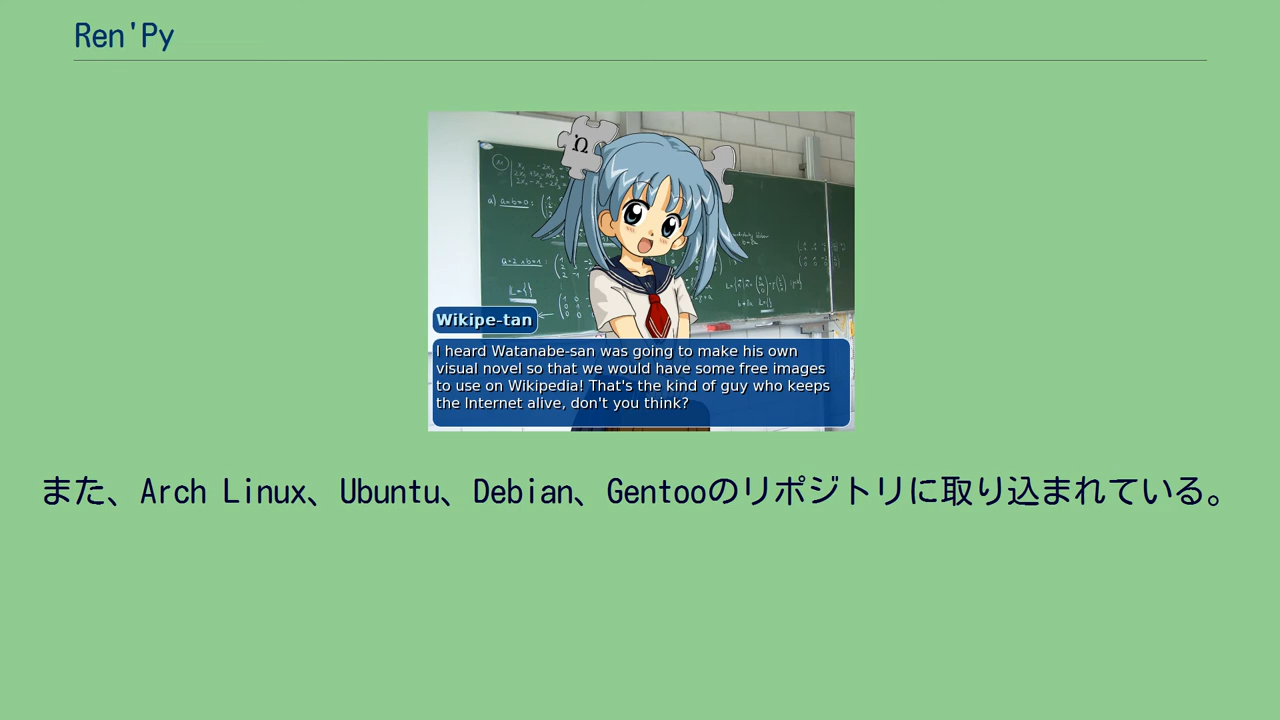 Ren'Py
Ω
Wikipe-tan
I heard Watanabe-san was going to make his own
visual novel so that we would have some free images
to use on Wikipedia! That's the kind of guy who keeps
the Internet alive, don't you think?
また、Arch Linux、Ubuntu、Debian、Gentooのリポジトリに取り込まれている。